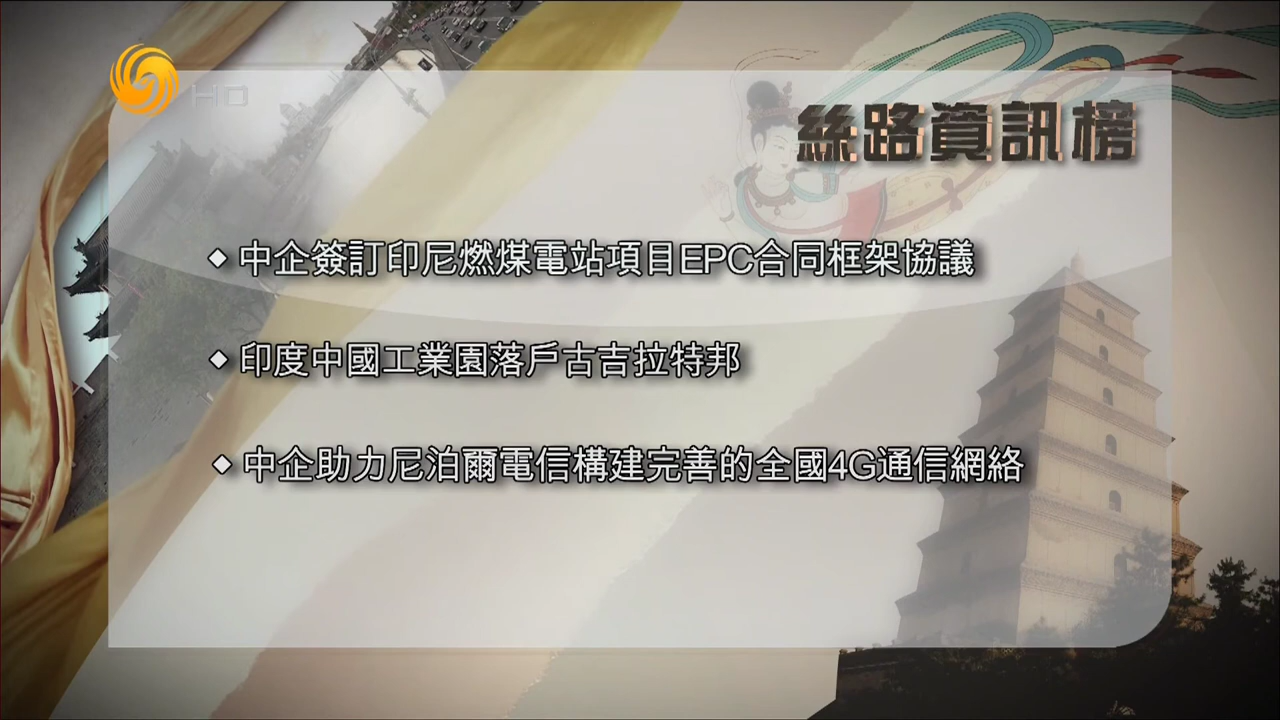 HD
絲路資訊榜
中企簽訂印尼燃煤電站項目EPC合同框架協議
印度中國工業園落戶古吉拉特邦
中企助力尼泊爾電信構建完善的全國4G通信網絡